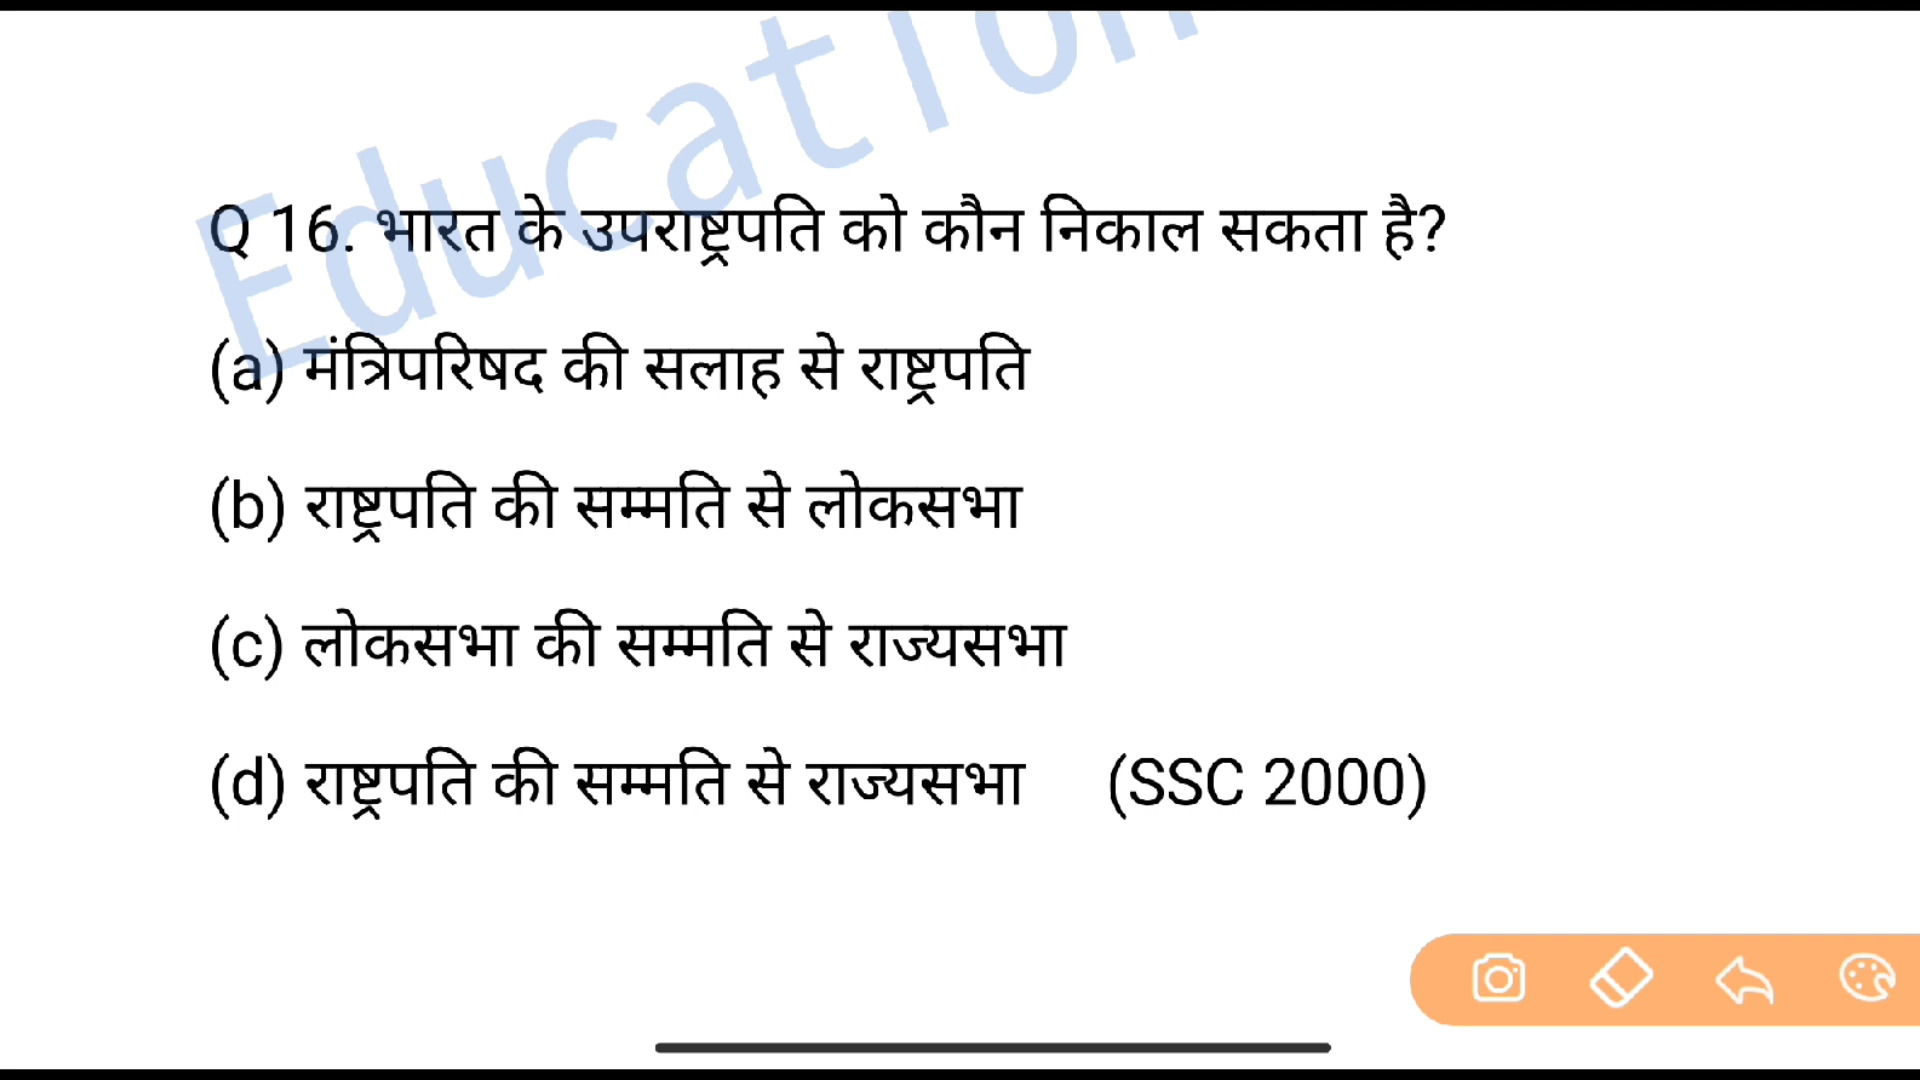 Education
Q 16. भारत के उपराष्ट्रपति को कौन निकाल सकता है?
(a) मंत्रिपरिषद की सलाह से राष्ट्रपति
(b) राष्ट्रपति की सम्मति से लोकसभा
(c) लोकसभा की सम्मति से राज्यसभा
(d) राष्ट्रपति की सम्मति से राज्यसभा (SSC 2000)